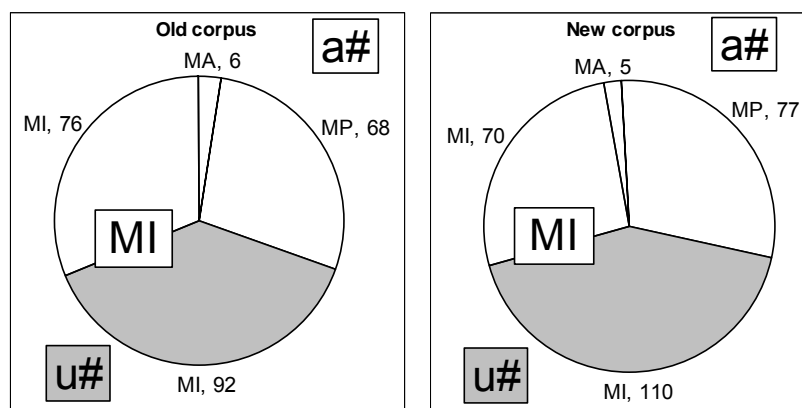 Old corpus
a#
MA, 6
MI, 76
MP, 68
MI
u#
MI, 92
New corpus
a#
MA, 5
MP, 77
MI, 70
MI
u#
MI, 110